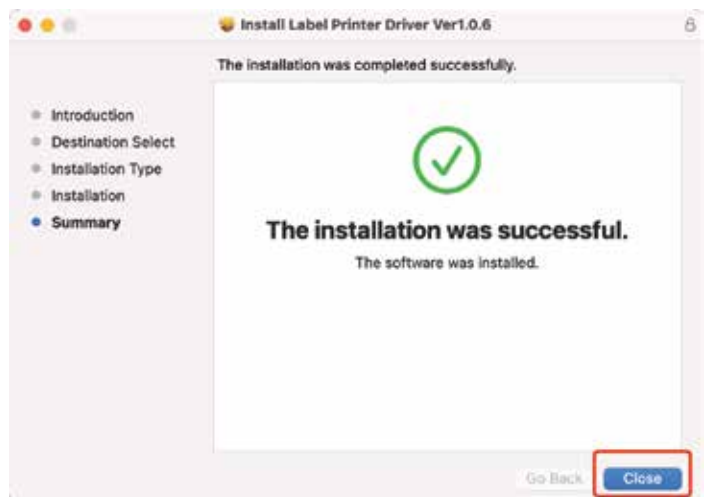 Install Label Printer Driver Ver1.0.6
The installation was completed successfully.
Introduction
Destination Select
Installation Type
Installation
Summary
The installation was successful.
The software was installed.
Go Back
Close